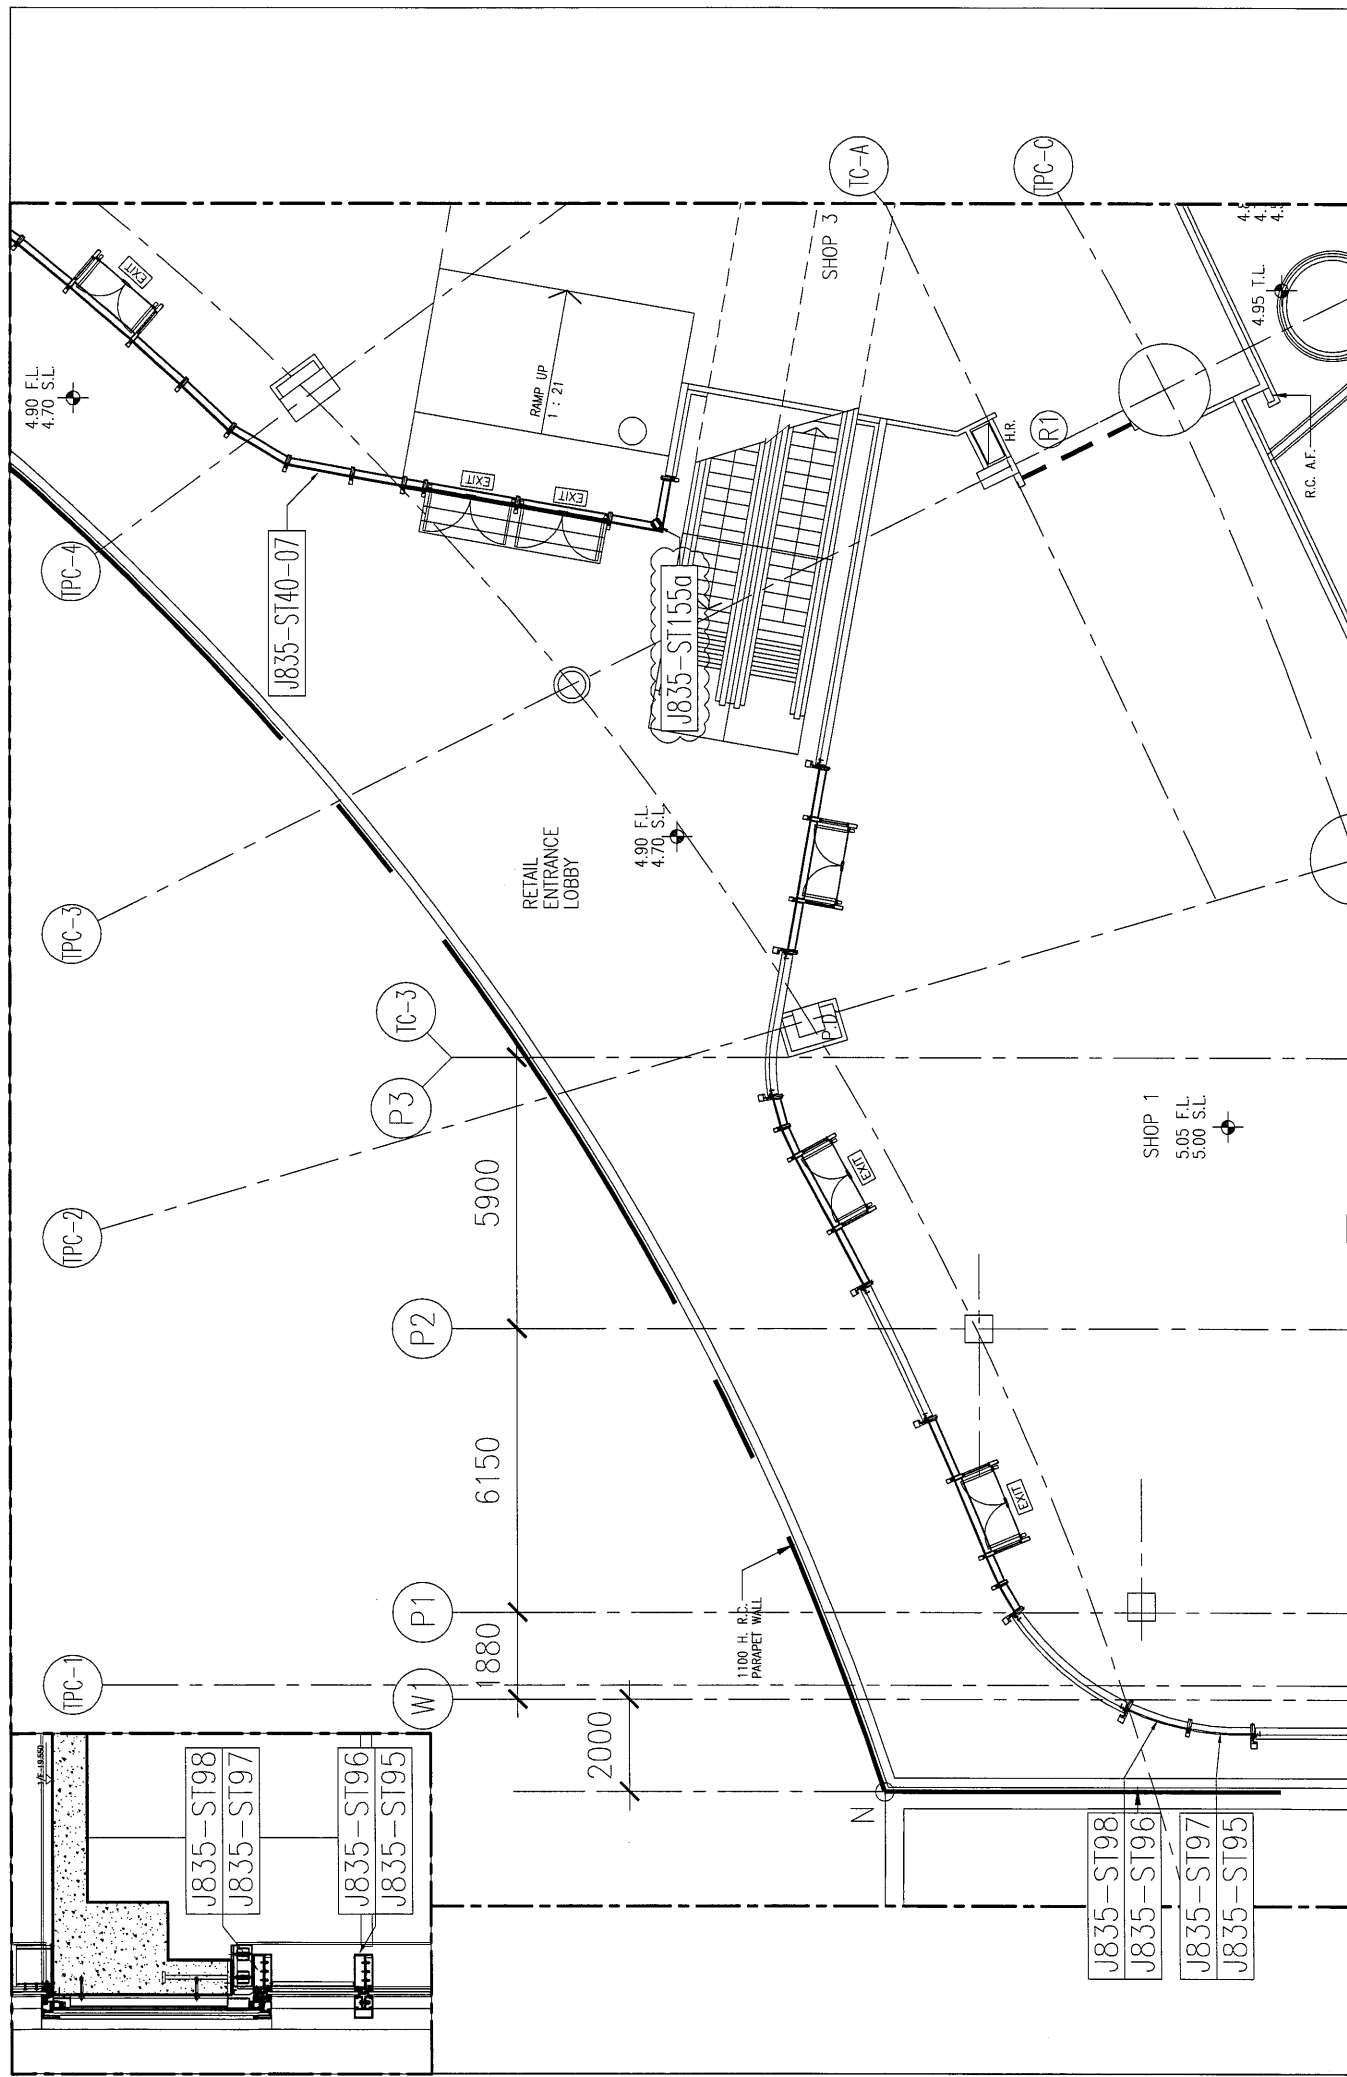 TC-A
TPC-C
EXIT
4.90 F.L.
4.70 S.L.
RAMP UP
1 : 21
SHOP 3
4.95 T.L.
EXIT
EXIT
H.R.
R1
R.C. A.F.
TPC-4
J835-ST40-07
J835-ST155a
TPC-3
RETAIL
ENTRANCE
LOBBY
4.90 F.L.
4.70 S.L.
TC-3
P3
P.D.
TPC-2
5900
EXIT
SHOP 1
5.05 F.L.
5.00 S.L.
P2
6150
EXIT
P1
1100 H. R.C.
PARAPET WALL
TPC-1
W1
1880
2000
N
J835-ST98
J835-ST97
J835-ST96
J835-ST95
J835-ST98
J835-ST96
J835-ST97
J835-ST95